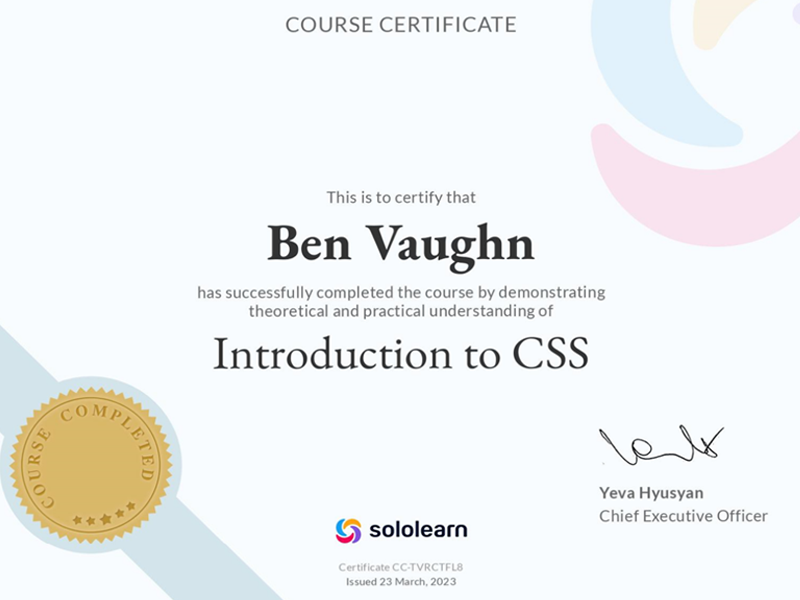 COURSE CERTIFICATE
This is to certify that
Ben Vaughn
has successfully completed the course by demonstrating
theoretical and practical understanding of
Introduction to CSS
COURSE COMPLETED
Yeva Hyusyan
Chief Executive Officer
sololearn
Certificate CC-TVRCTFL8
Issued 23 March, 2023